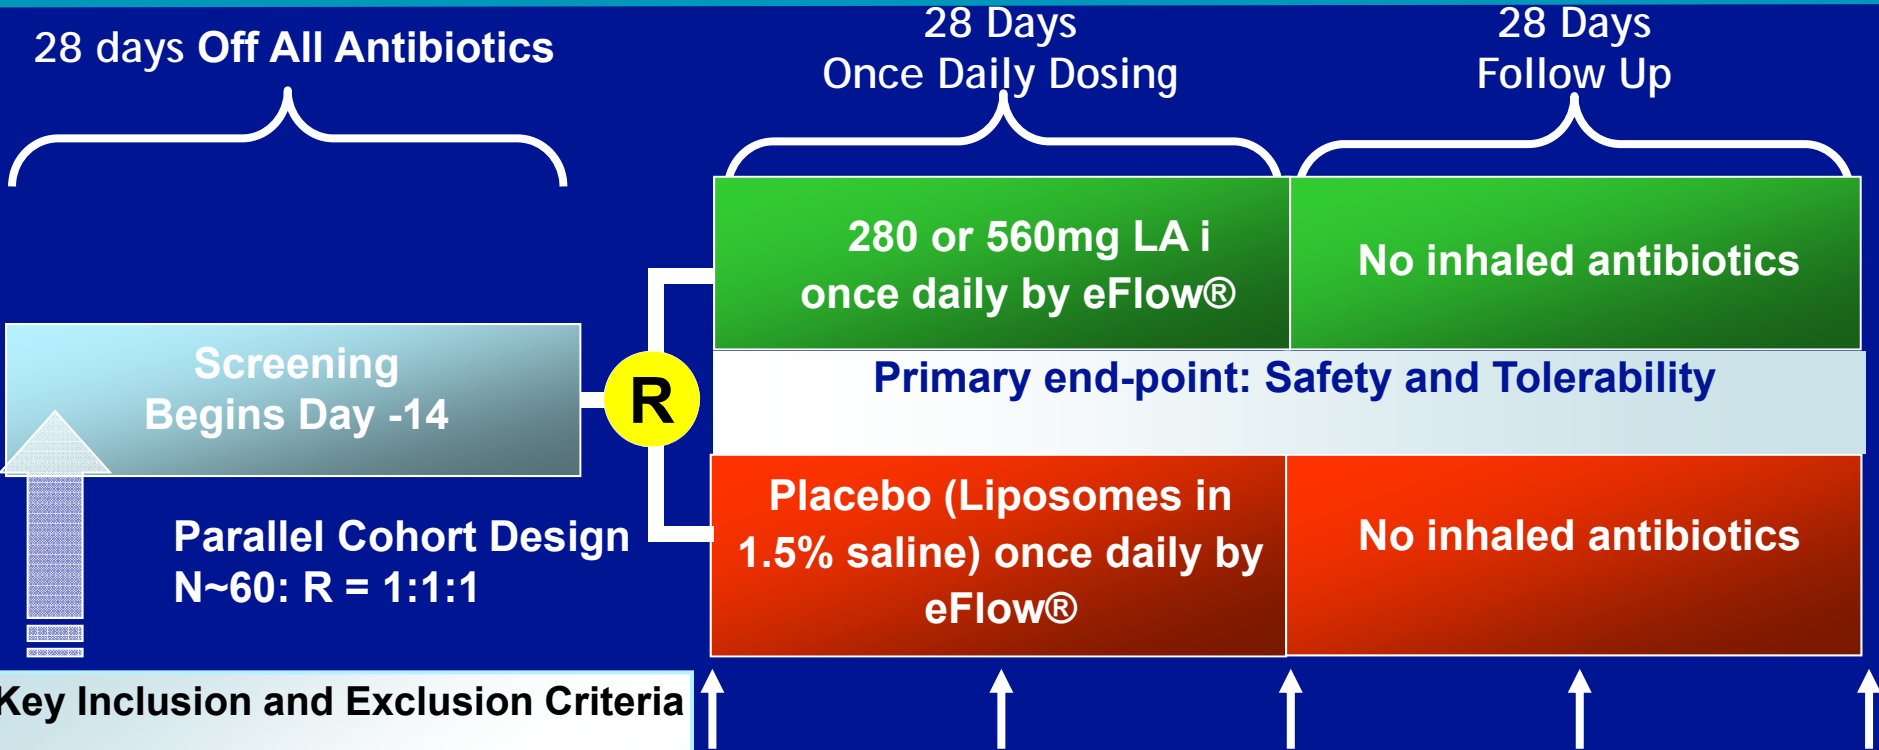 28 days Off All Antibiotics
28 Days
Once Daily Dosing
28 Days
Follow Up
280 or 560mg LA i
once daily by eFlow®
No inhaled antibiotics
Screening
Begins Day -14
R
Primary end-point: Safety and Tolerability
Parallel Cohort Design
N~60: R = 1:1:1
Placebo (Liposomes in
1.5% saline) once daily by
eFlow®
No inhaled antibiotics
Key Inclusion and Exclusion Criteria